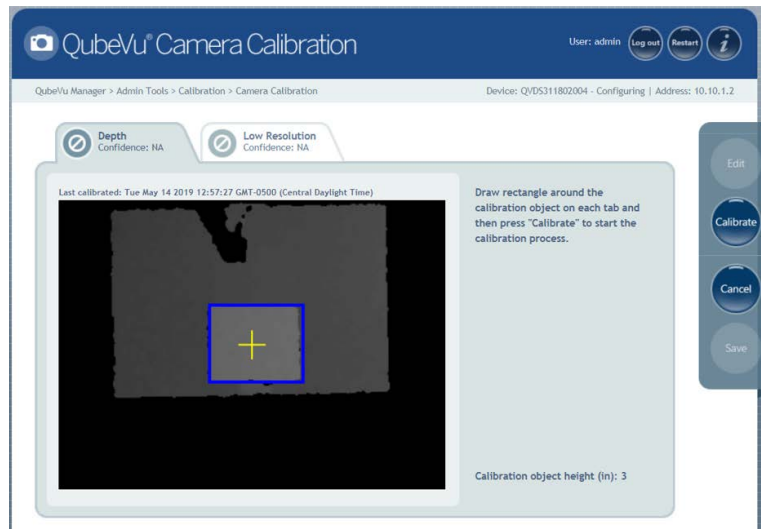 QubeVu® Camera Calibration
User: admin
Log out
Restart
i
QubeVu Manager > Admin Tools > Calibration > Camera Calibration
Device: QVDS311802004 - Configuring | Address: 10.10.1.2
Depth
Confidence: NA
Low Resolution
Confidence: NA
Edit
Last calibrated: Tue May 14 2019 12:57:27 GMT-0500 (Central Daylight Time)
Draw rectangle around the
calibration object on each tab and
then press "Calibrate" to start the
calibration process.
Calibrate
Cancel
Save
Calibration object height (in): 3